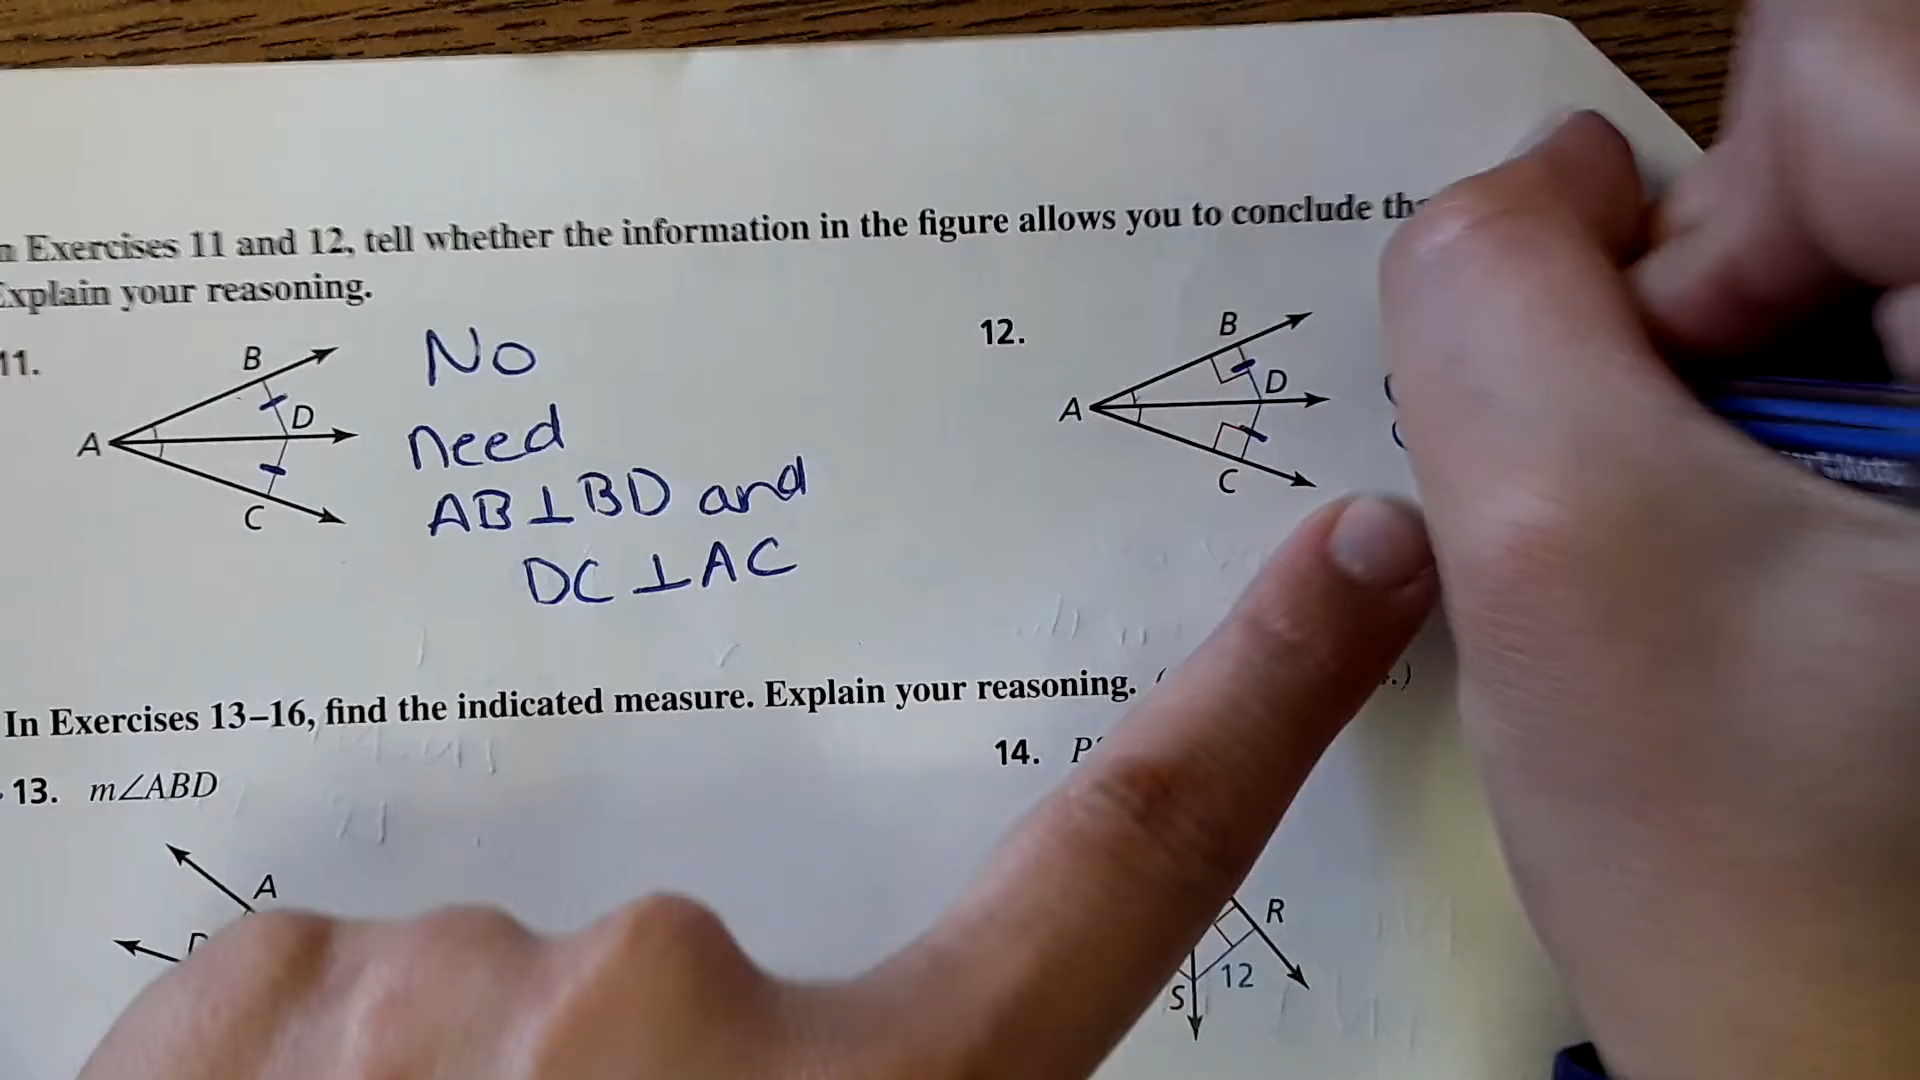 Exercises 11 and 12, tell whether the information in the figure allows you to conclude
Explain your reasoning.
11.
B
D
A
C
No
need
AB⊥BD and
DC⊥AC
12.
B
D
A
C
In Exercises 13–16, find the indicated measure. Explain your reasoning.
13. m∠ABD
A
14.
R
12
S